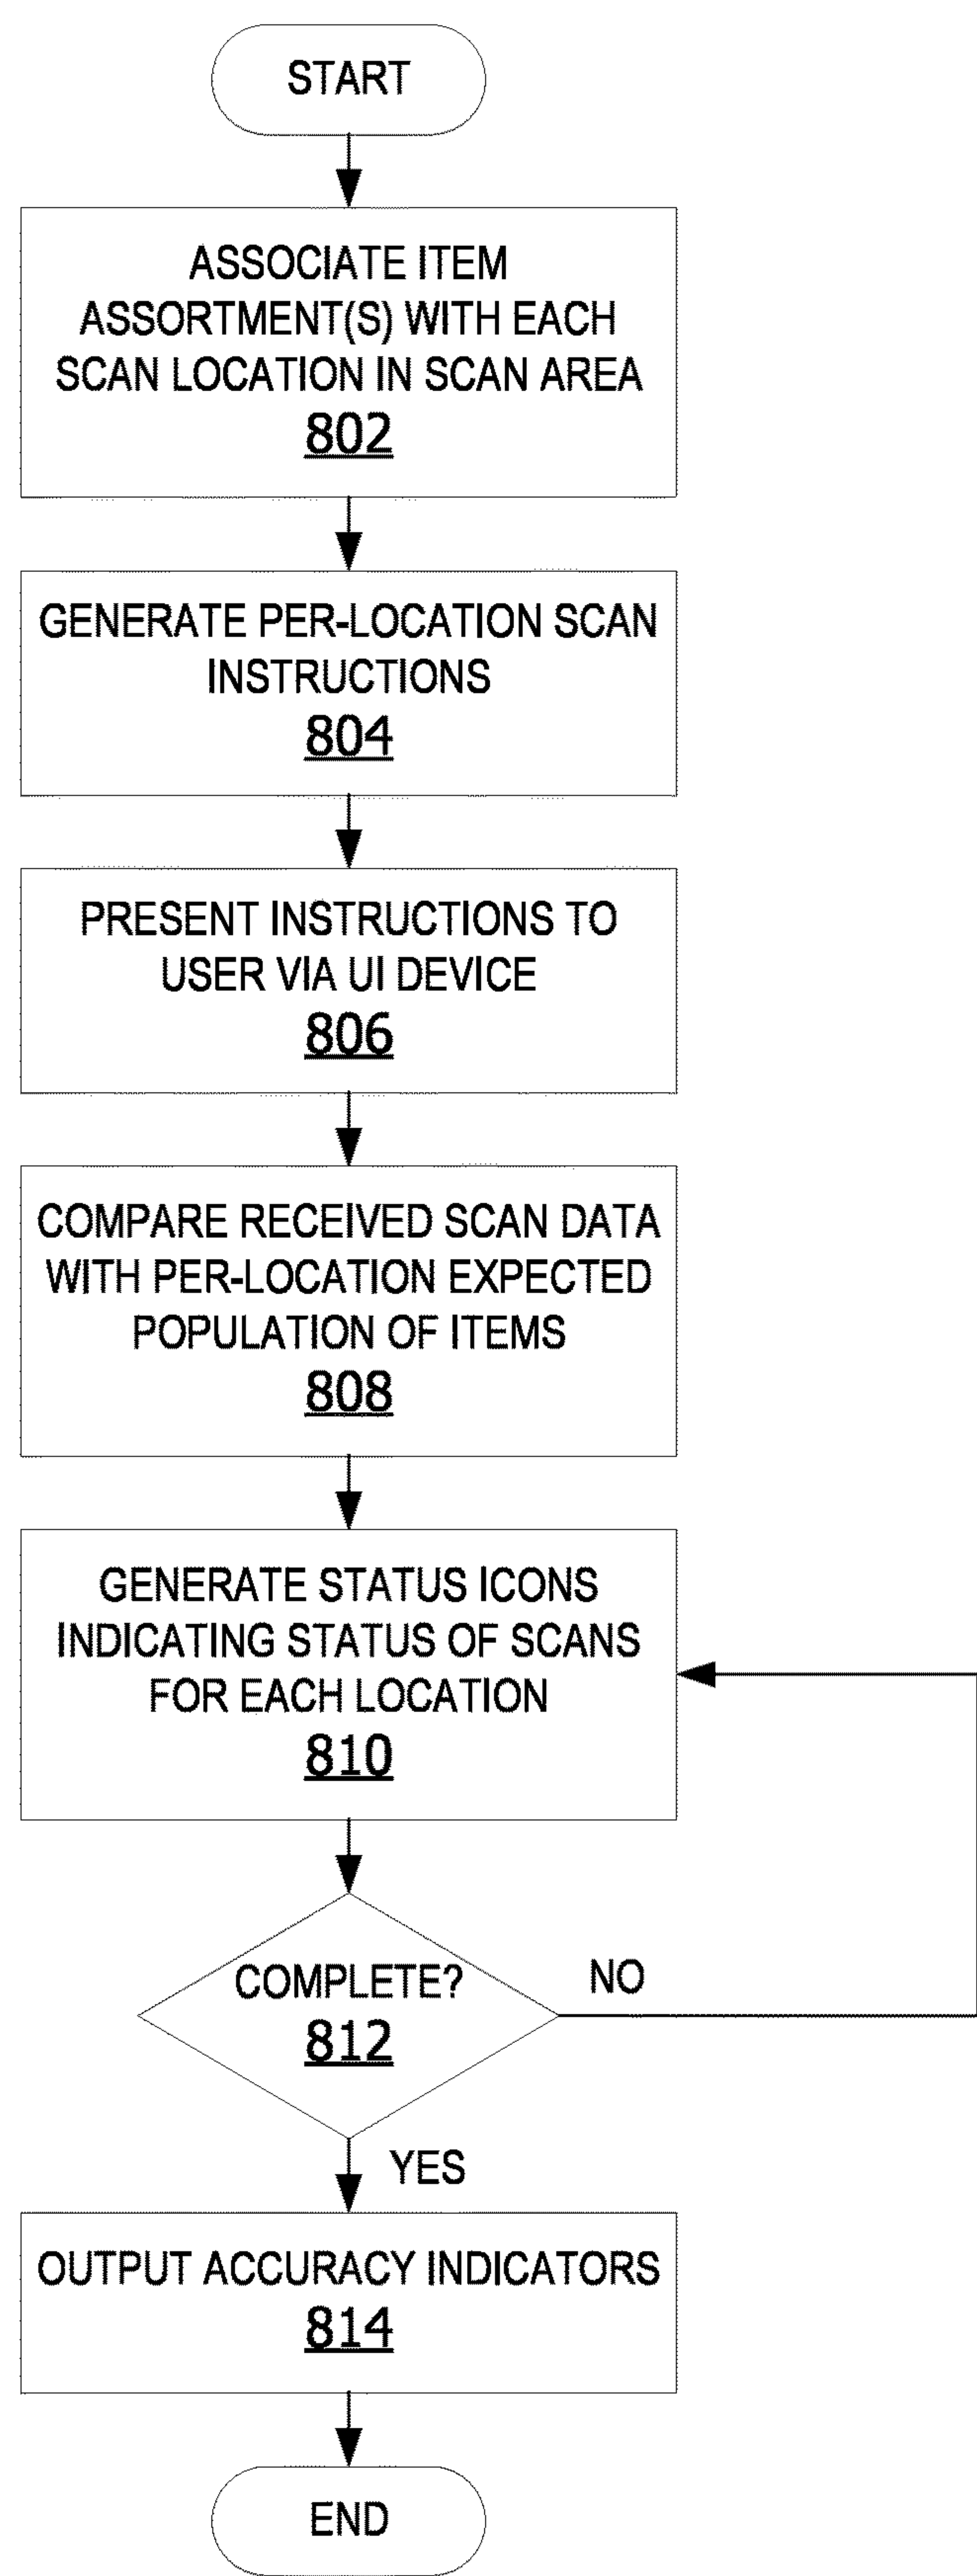 START
ASSOCIATE ITEM
ASSORTMENT(S) WITH EACH
SCAN LOCATION IN SCAN AREA
802
GENERATE PER-LOCATION SCAN
INSTRUCTIONS
804
PRESENT INSTRUCTIONS TO
USER VIA UI DEVICE
806
COMPARE RECEIVED SCAN DATA
WITH PER-LOCATION EXPECTED
POPULATION OF ITEMS
808
GENERATE STATUS ICONS
INDICATING STATUS OF SCANS
FOR EACH LOCATION
810
COMPLETE?
812
NO
YES
OUTPUT ACCURACY INDICATORS
814
END